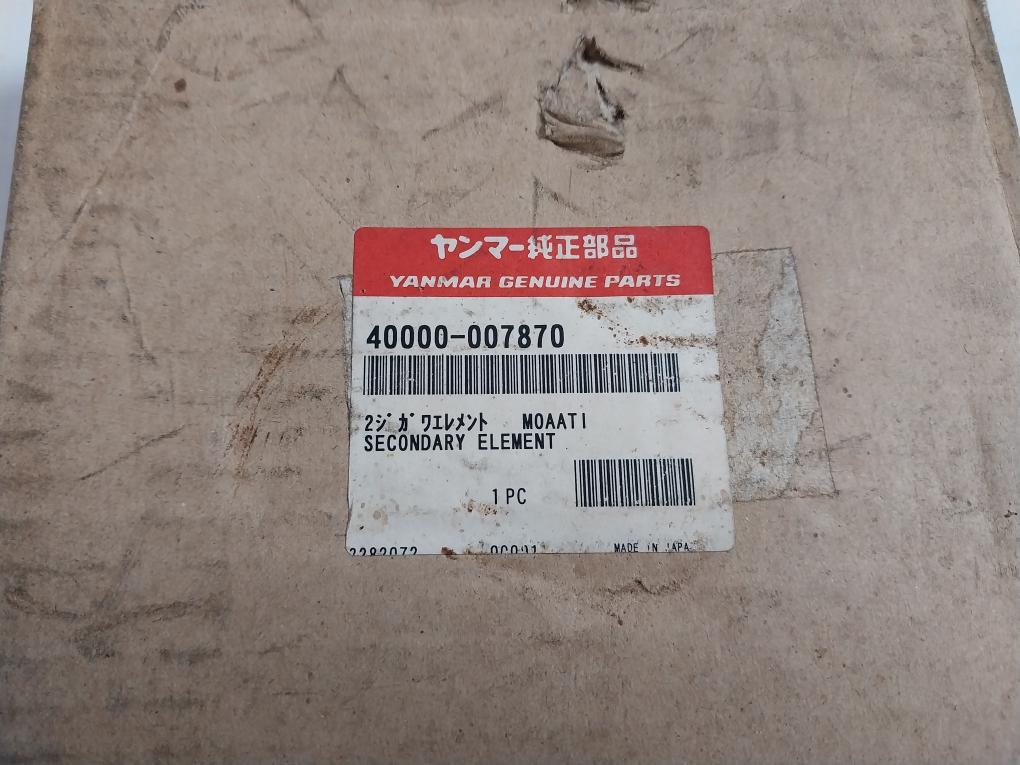 ヤンマー純正部品
YANMAR GENUINE PARTS
40000-007870
2ｼﾞｶﾞﾜｴﾚﾒﾝﾄ MOAATI
SECONDARY ELEMENT
1PC
MADE IN JAPA